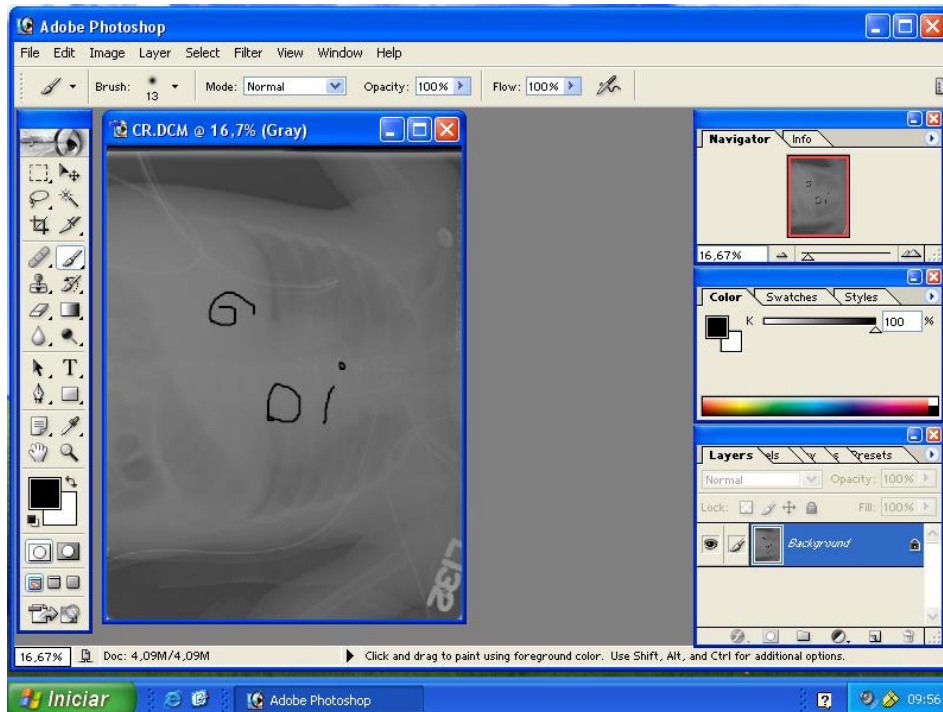 Adobe Photoshop
File Edit Image Layer Select Filter View Window Help
Brush: 13 Mode: Normal Opacity: 100% Flow: 100%
CR.DCM @ 16,7% (Gray)
G
Di
L132
Navigator Info
16,67%
Color Swatches Styles
K 100 %
Layers els Presets
Normal Opacity: 100%
Lock: Fill: 100%
Background
16,67% Doc: 4,09M/4,09M Click and drag to paint using foreground color. Use Shift, Alt, and Ctrl for additional options.
Iniciar Adobe Photoshop 09:56